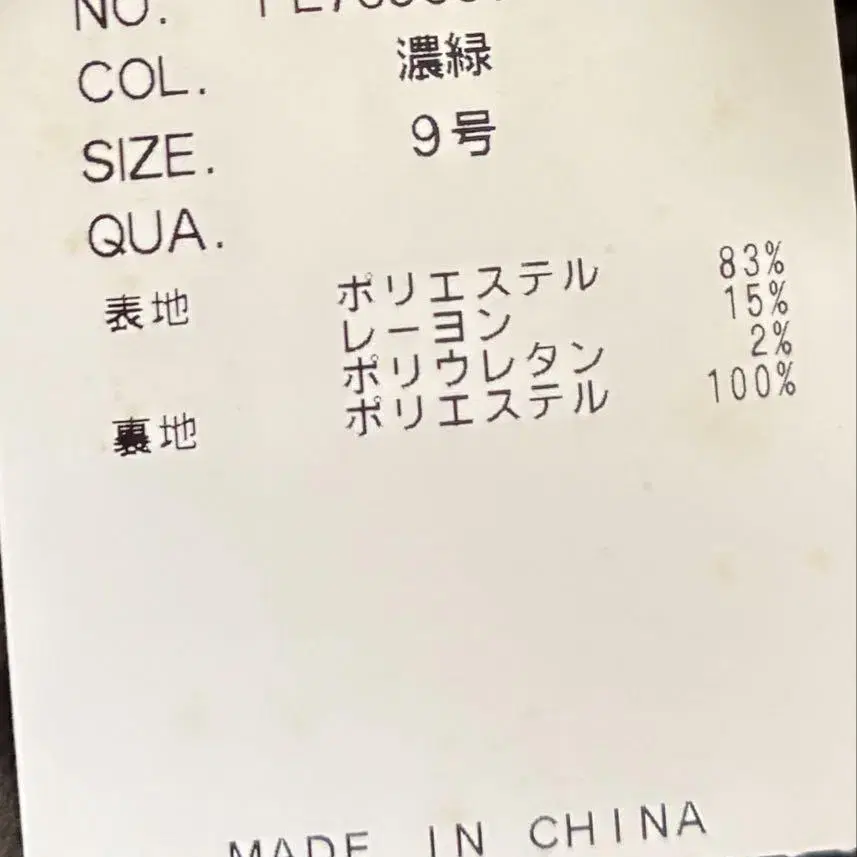 NO.
COL. 濃緑
SIZE. 9号
QUA.
表地 ポリエステル 83%
レーヨン 15%
ポリウレタン 2%
裏地 ポリエステル 100%
MADE IN CHINA